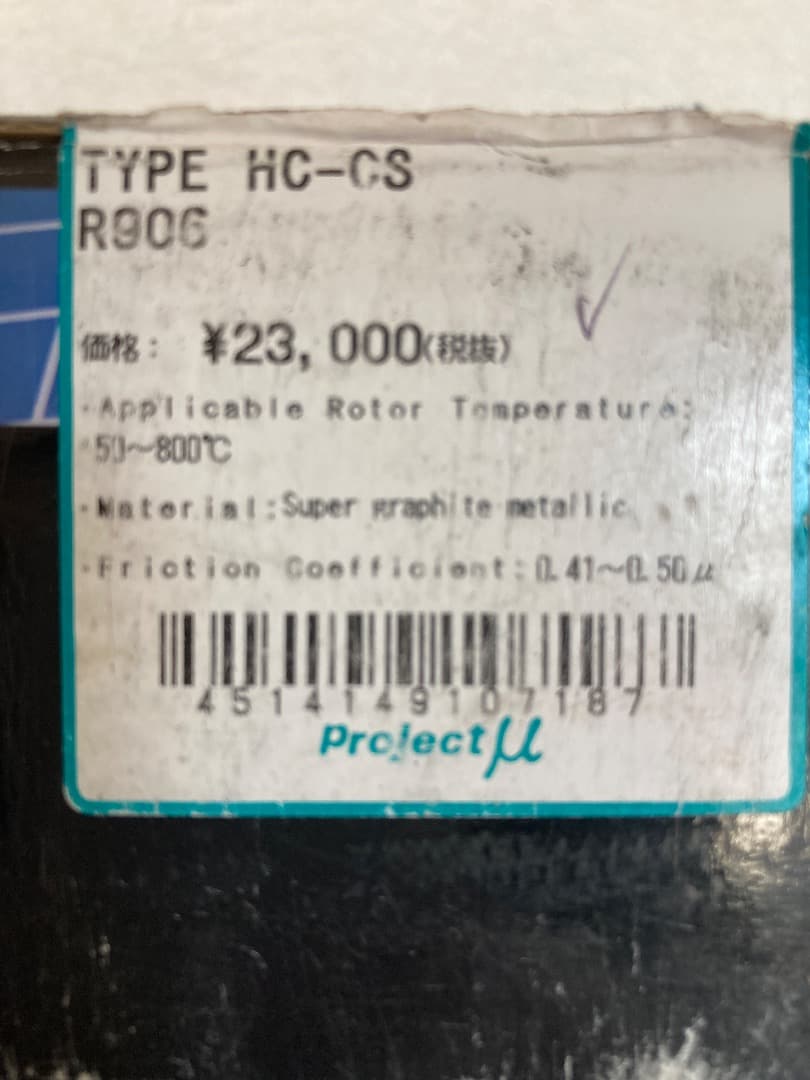 TYPE HC-CS
R906
価格: ¥23,000(税抜)
·Applicable Rotor Temperature:
50~800℃
·Material:Super graphite metallic
·Friction Coefficient:0.41~0.50μ
4514149107187
Projectμ